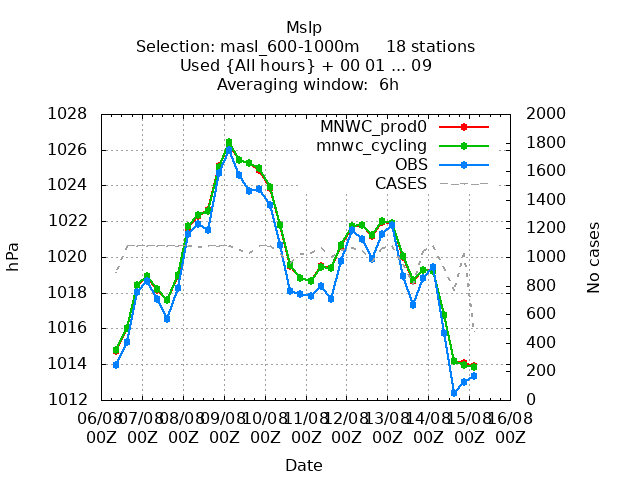 Mslp
Selection: masl_600-1000m 18 stations
Used {All hours} + 00 01 ... 09
Averaging window: 6h
MNWC_prod0
mnwc_cycling
OBS
CASES
1028
1026
1024
1022
1020
1018
1016
1014
1012
hPa
2000
1800
1600
1400
1200
1000
800
600
400
200
0
No cases
06/08 07/08 08/08 09/08 10/08 11/08 12/08 13/08 14/08 15/08 16/08
00Z 00Z 00Z 00Z 00Z 00Z 00Z 00Z 00Z 00Z 00Z
Date